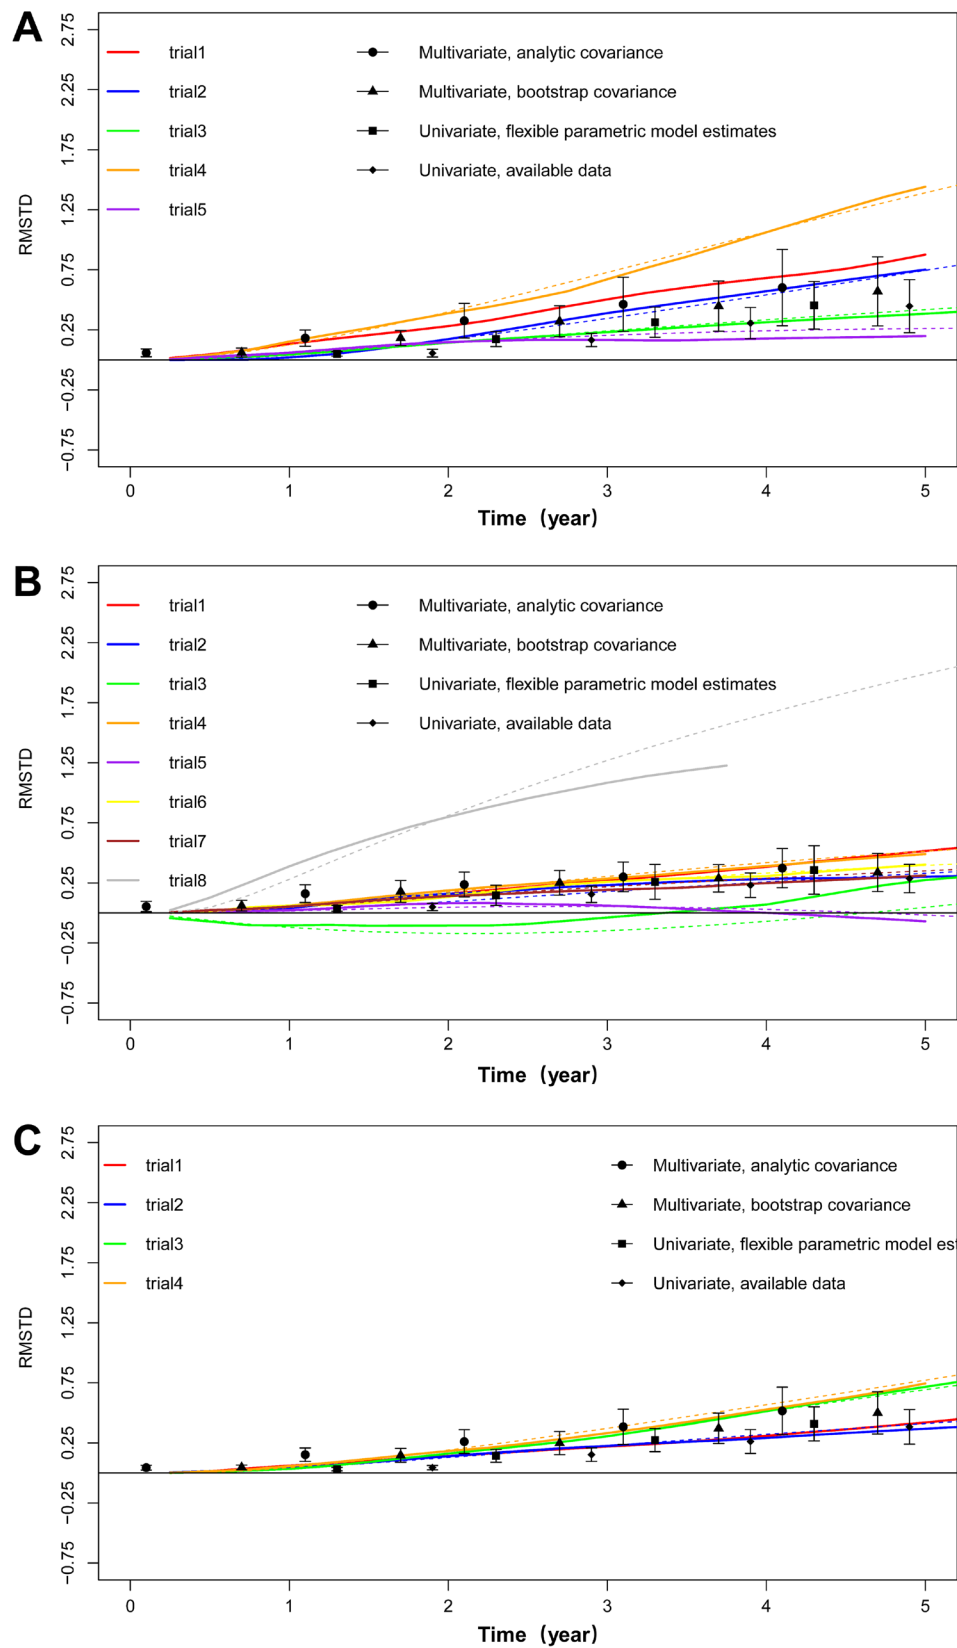 A
2.75
2.25
1.75
1.25
0.75
0.25
−0.25
−0.75
RMSTD
trial1
trial2
trial3
trial4
trial5
Multivariate, analytic covariance
Multivariate, bootstrap covariance
Univariate, flexible parametric model estimates
Univariate, available data
0 1 2 3 4 5
Time (year)
B
2.75
2.25
1.75
1.25
0.75
0.25
−0.25
−0.75
RMSTD
trial1
trial2
trial3
trial4
trial5
trial6
trial7
trial8
Multivariate, analytic covariance
Multivariate, bootstrap covariance
Univariate, flexible parametric model estimates
Univariate, available data
0 1 2 3 4 5
Time (year)
C
2.75
2.25
1.75
1.25
0.75
0.25
−0.25
−0.75
RMSTD
trial1
trial2
trial3
trial4
Multivariate, analytic covariance
Multivariate, bootstrap covariance
Univariate, flexible parametric model est
Univariate, available data
0 1 2 3 4 5
Time (year)